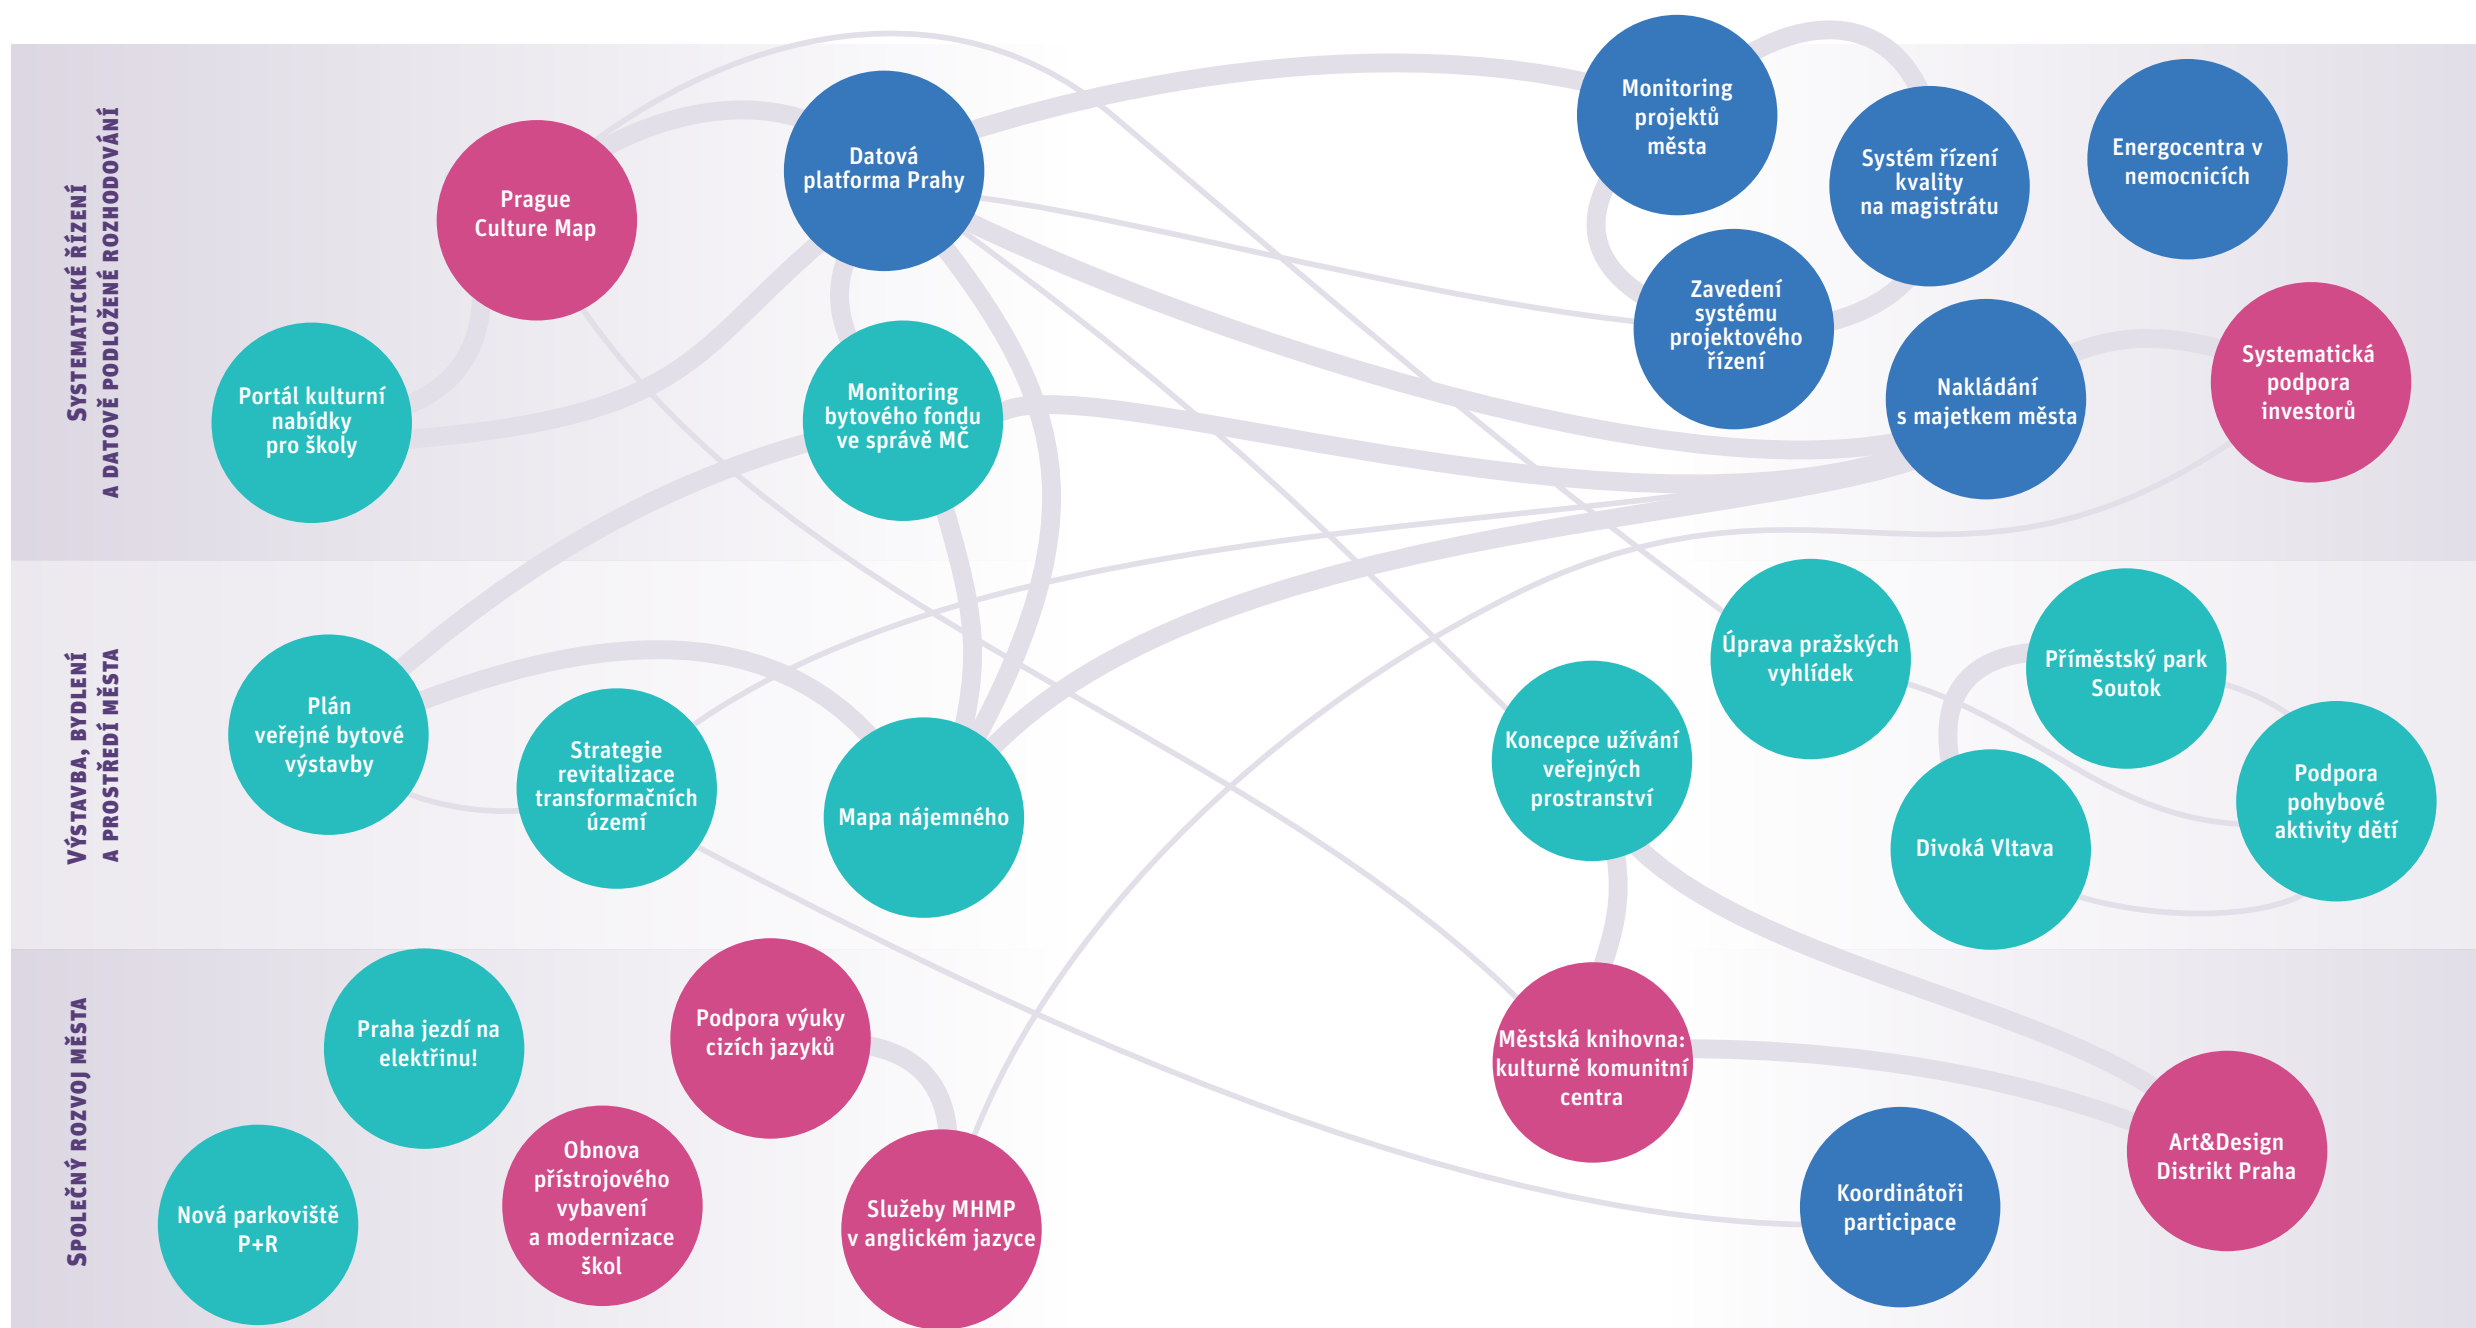 SYSTEMATICKÉ ŘÍZENÍ
A DATOVĚ PODLOŽENÉ ROZHODOVÁNÍ
Prague
Culture Map
Datová
platforma Prahy
Monitoring
projektů
města
Systém řízení
kvality
na magistrátu
Energocentra v
nemocnicích
Portál kulturní
nabídky
pro školy
Monitoring
bytového fondu
ve správě MČ
Zavedení
systému
projektového
řízení
Nakládání
s majetkem města
Systematická
podpora
investorů
VÝSTAVBA, BYDLENÍ
A PROSTŘEDÍ MĚSTA
Plán
veřejné bytové
výstavby
Strategie
revitalizace
transformačních
území
Mapa nájemného
Koncepce užívání
veřejných
prostranství
Úprava pražských
vyhlídek
Příměstský park
Soutok
Divoká Vltava
Podpora
pohybové
aktivity dětí
SPOLEČNÝ ROZVOJ MĚSTA
Praha jezdí na
elektřinu!
Nová parkoviště
P+R
Podpora výuky
cizích jazyků
Obnova
přístrojového
vybavení
a modernizace
škol
Služeby MHMP
v anglickém jazyce
Městská knihovna:
kulturně komunitní
centra
Koordinátoři
participace
Art&Design
Distrikt Praha